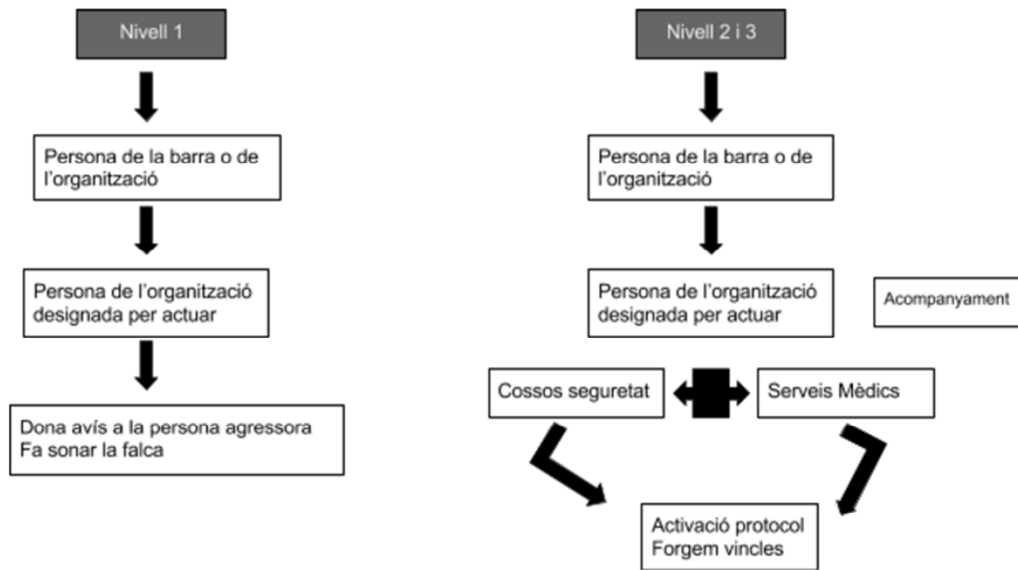 Nivell 1
Persona de la barra o de
l'organització
Persona de l'organització
designada per actuar
Dona avís a la persona agressora
Fa sonar la falca
Nivell 2 i 3
Persona de la barra o de
l'organització
Persona de l'organització
designada per actuar
Acompanyament
Cossos seguretat
Serveis Mèdics
Activació protocol
Forgem vincles